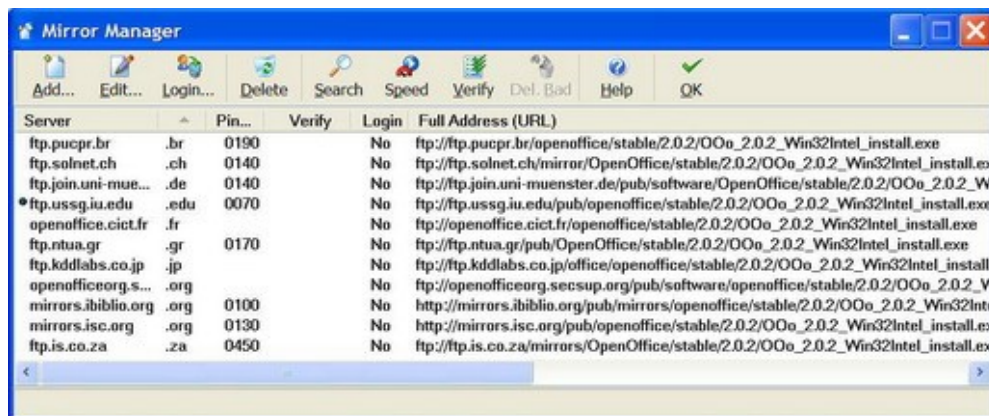 Mirror Manager
Add... Edit... Login... Delete Search Speed Verify Del. Bad Help OK
Server Pin... Verify Login Full Address (URL)
ftp.pucpr.br .br 0190 No ftp://ftp.pucpr.br/openoffice/stable/2.0.2/OOo_2.0.2_Win32Intel_install.exe
ftp.solnet.ch .ch 0140 No ftp://ftp.solnet.ch/mirror/OpenOffice/stable/2.0.2/OOo_2.0.2_Win32Intel_install.ex
ftp.join.uni-mue... .de 0140 No ftp://ftp.join.uni-muenster.de/pub/software/OpenOffice/stable/2.0.2/OOo_2.0.2_W
ftp.ussg.iu.edu .edu 0070 No ftp://ftp.ussg.iu.edu/pub/openoffice/stable/2.0.2/OOo_2.0.2_Win32Intel_install.exe
openoffice.cict.fr .fr No ftp://openoffice.cict.fr/openoffice/stable/2.0.2/OOo_2.0.2_Win32Intel_install.exe
ftp.ntua.gr .gr 0170 No ftp://ftp.ntua.gr/pub/OpenOffice/stable/2.0.2/OOo_2.0.2_Win32Intel_install.exe
ftp.kddlabs.co.jp .jp No ftp://ftp.kddlabs.co.jp/office/openoffice/stable/2.0.2/OOo_2.0.2_Win32Intel_install
openofficeorg.s... .org No ftp://openofficeorg.secsup.org/pub/software/openoffice/stable/2.0.2/OOo_2.0.2_W
mirrors.ibiblio.org .org 0100 No http://mirrors.ibiblio.org/pub/mirrors/openoffice/stable/2.0.2/OOo_2.0.2_Win32Inte
mirrors.isc.org .org 0130 No http://mirrors.isc.org/pub/openoffice/stable/2.0.2/OOo_2.0.2_Win32Intel_install.ex
ftp.is.co.za .za 0450 No ftp://ftp.is.co.za/mirrors/OpenOffice/stable/2.0.2/OOo_2.0.2_Win32Intel_install.ex